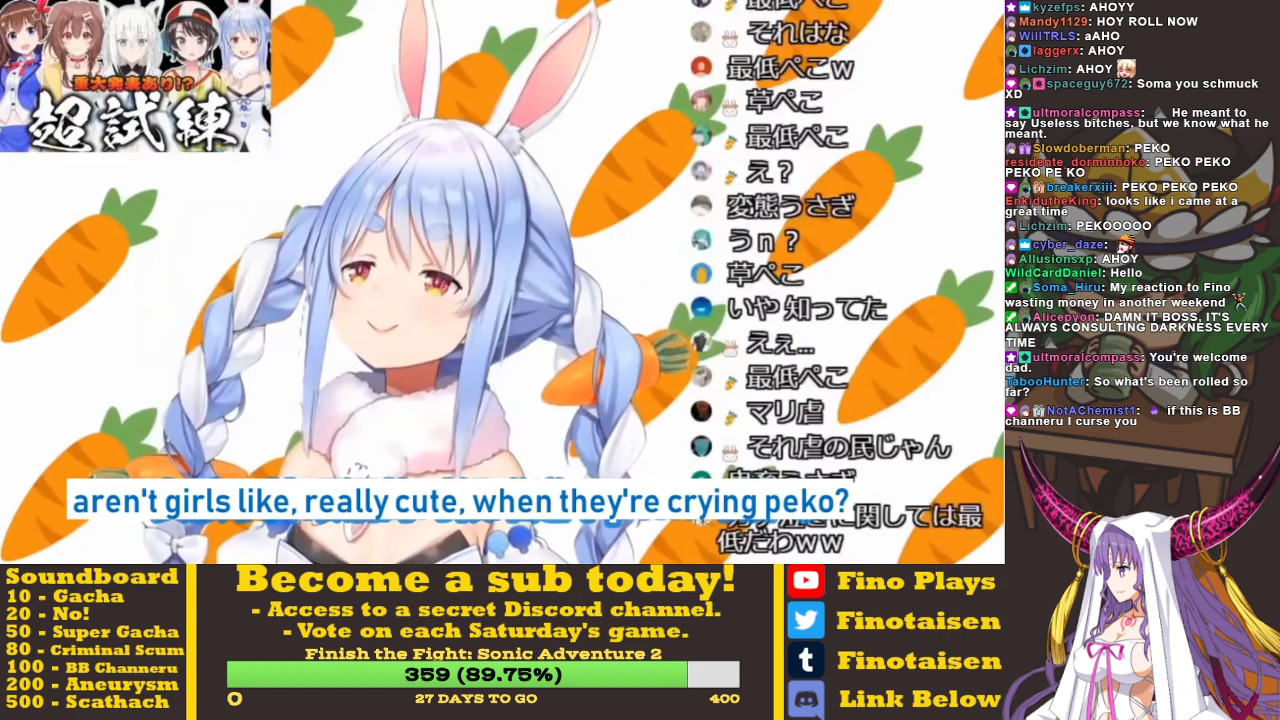 重大発表あり!?
超試練
最低ぺこ
それはな
最低ぺこw
草ぺこ
最低ぺこ
え？
変態うさぎ
うn？
草ぺこ
いや 知ってた
えぇ...
最低ぺこ
マリ虐
それ虐の民じゃん
関しては最
低だわｗｗ
aren't girls like, really cute, when they're crying peko?
kyzefps: AHOYY
Mandy1129: HOY ROLL NOW
WillTRLS: aAHO
laggerx: AHOY
Lichzim: AHOY
spaceguy672: Soma you schmuck
XD
ultmoralcompass: He meant to
say Useless bitches, but we know what he
meant.
Slowdoberman: PEKO
residente_dorminhoko: PEKO PEKO
PEKO PE KO
breakerxiii: PEKO PEKO PEKO
EnkidutheKing: looks like i came at a
great time
Lichzim: PEKOOOOO
cyber_daze:
Allusionsxp: AHOY
WildCardDaniel: Hello
Soma_Hiru: My reaction to Fino
wasting money in another weekend
Alicepyon: DAMN IT BOSS, IT'S
ALWAYS CONSULTING DARKNESS EVERY
TIME
ultmoralcompass: You're welcome
dad.
TabooHunter: So what's been rolled so
far?
NotAChemist1: if this is BB
channeru I curse you
Soundboard
10 - Gacha
20 - No!
50 - Super Gacha
80 - Criminal Scum
100 - BB Channeru
200 - Aneurysm
500 - Scathach
Become a sub today!
- Access to a secret Discord channel.
- Vote on each Saturday's game.
Finish the Fight: Sonic Adventure 2
359 (89.75%)
0 27 DAYS TO GO 400
Fino Plays
Finotaisen
Finotaisen
Link Below